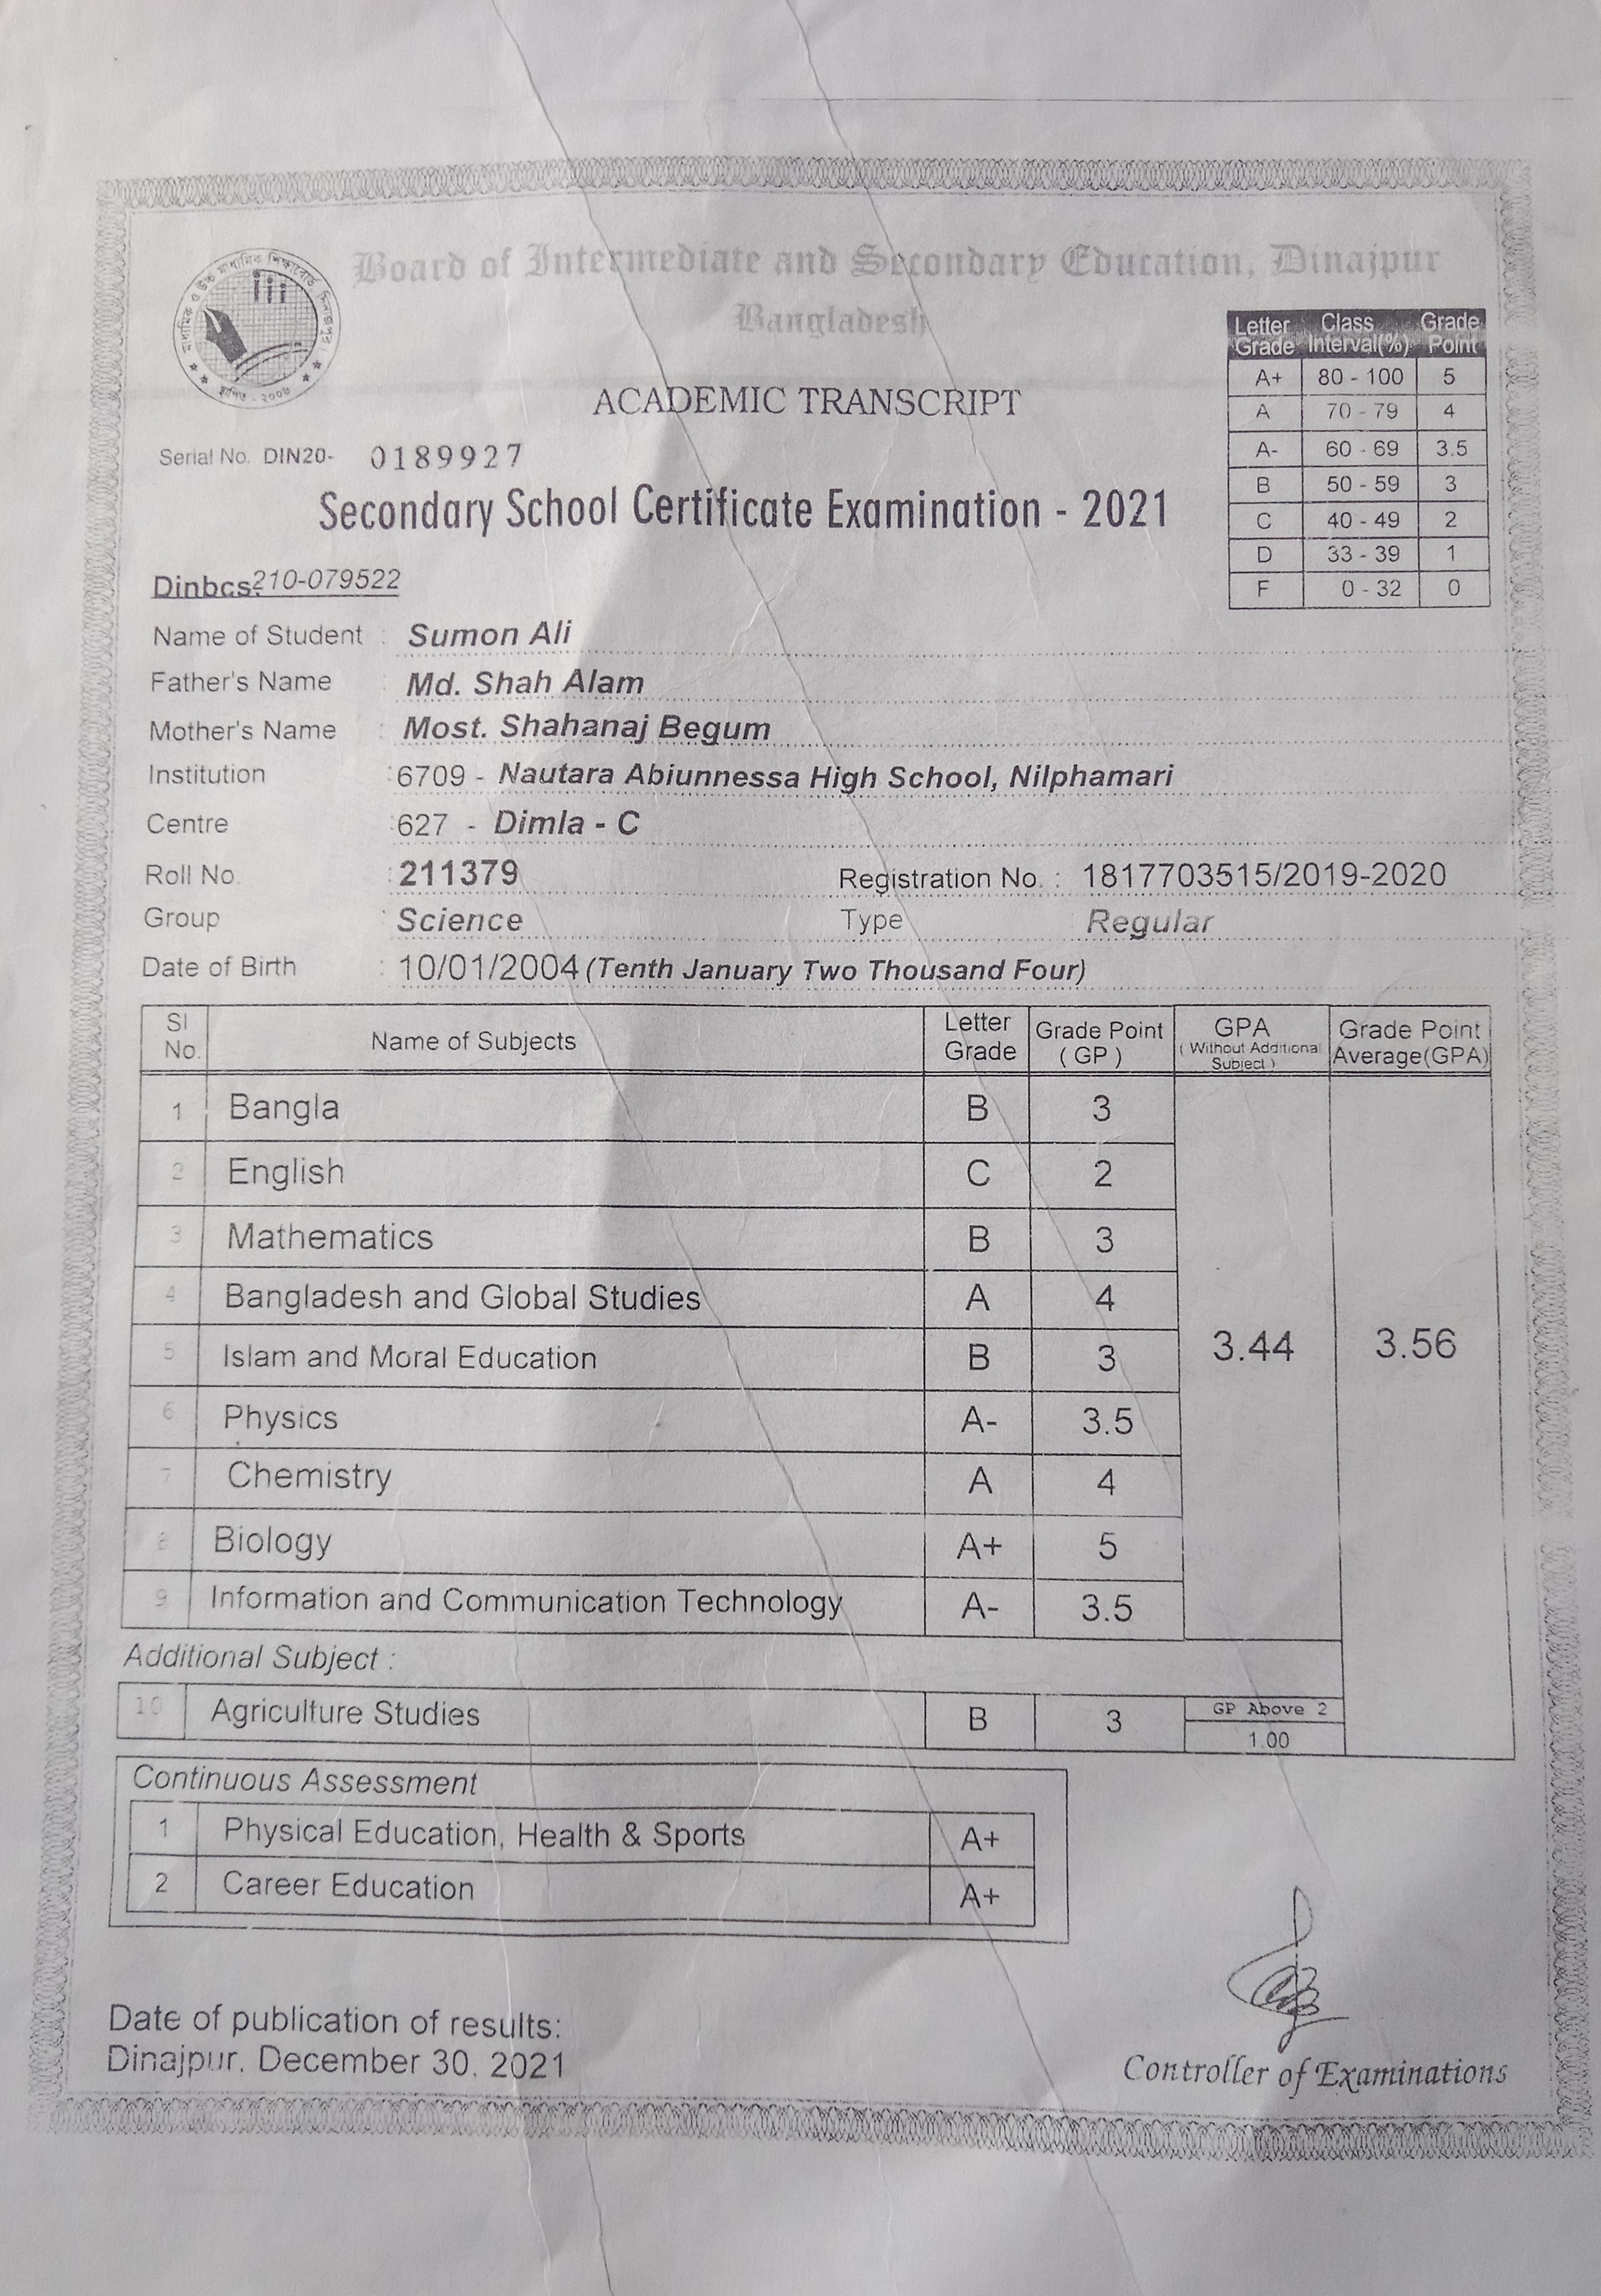 Board of Intermediate and Secondary Education, Dinajpur
Bangladesh
মাধ্যমিক ও উচ্চ মাধ্যমিক শিক্ষাবোর্ড, দিনাজপুর
স্থাপিত - ২০০৬
Letter Grade Class Interval(%) Grade Point
A+ 80 - 100 5
A 70 - 79 4
A- 60 - 69 3.5
B 50 - 59 3
C 40 - 49 2
D 33 - 39 1
F 0 - 32 0
ACADEMIC TRANSCRIPT
Serial No. DIN20- 0189927
Secondary School Certificate Examination - 2021
Dinbcs:210-079522
Name of Student : Sumon Ali
Father's Name : Md. Shah Alam
Mother's Name : Most. Shahanaj Begum
Institution : 6709 - Nautara Abiunnessa High School, Nilphamari
Centre : 627 - Dimla - C
Roll No. : 211379 Registration No. : 1817703515/2019-2020
Group : Science Type Regular
Date of Birth : 10/01/2004 (Tenth January Two Thousand Four)
Sl No. Name of Subjects Letter Grade Grade Point (GP) GPA (Without Additional Subject) Grade Point Average(GPA)
1 Bangla B 3
2 English C 2
3 Mathematics B 3
4 Bangladesh and Global Studies A 4
5 Islam and Moral Education B 3 3.44 3.56
6 Physics A- 3.5
7 Chemistry A 4
8 Biology A+ 5
9 Information and Communication Technology A- 3.5
Additional Subject :
10 Agriculture Studies B 3 GP Above 2
1.00
Continuous Assessment
1 Physical Education, Health & Sports A+
2 Career Education A+
Date of publication of results:
Dinajpur, December 30, 2021
Controller of Examinations